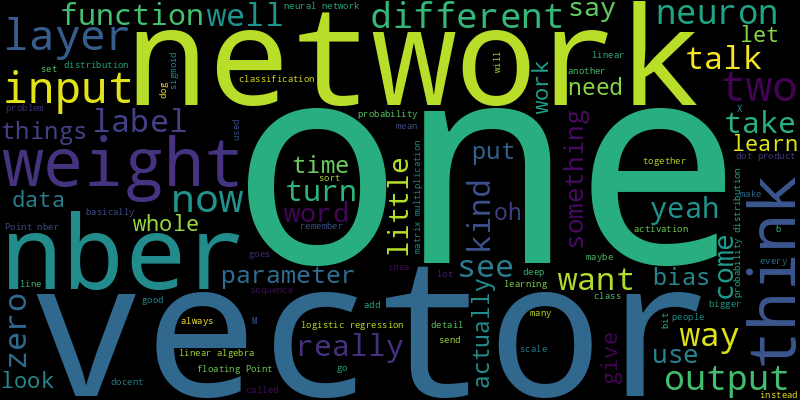 neural network
function well different say neuron
layer let
network
set distribution sigmoid linear
classification will another talk
dog
input work need two
problem probability X
things label used mean take
weight one something learn
together dot product
time put
sort
data now turn little matrix multiplication kind oh yeah make
basically word
whole remember activation b
Point nber
nber goes see maybe come probability distribution every think
parameter idea lot deep want bias
line sequence learning class bigger
vector
good add many people
zero always M logistic regression detail actually bit way
linear algebra really send scale give use
look docent floating Point go output
called instead